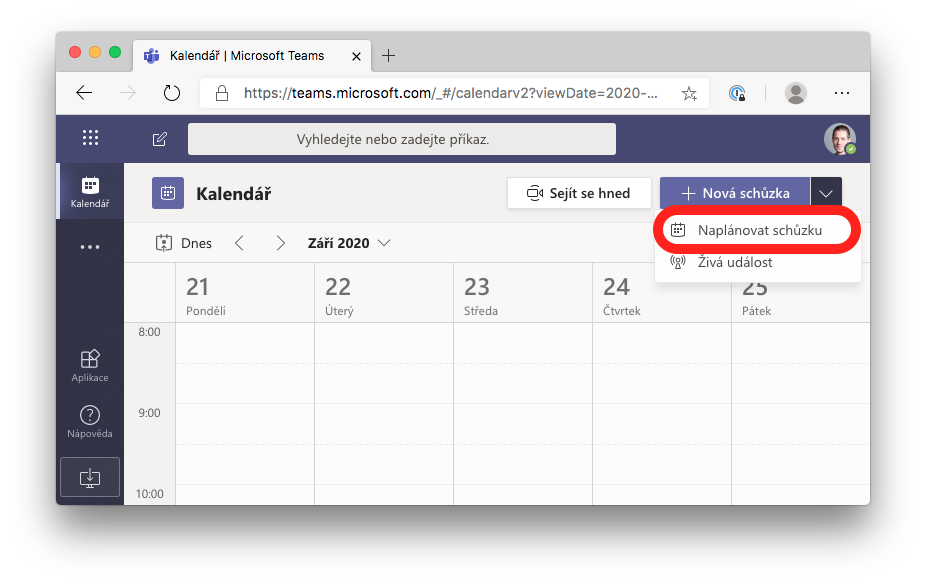 Kalendář | Microsoft Teams
https://teams.microsoft.com/_#/calendarv2?viewDate=2020-...
Vyhledejte nebo zadejte příkaz.
Kalendář
Kalendář
Sejít se hned
Nová schůzka
Naplánovat schůzku
Živá událost
Dnes
Září 2020
21
Pondělí
22
Úterý
23
Středa
24
Čtvrtek
25
Pátek
8:00
9:00
10:00
Aplikace
Nápověda